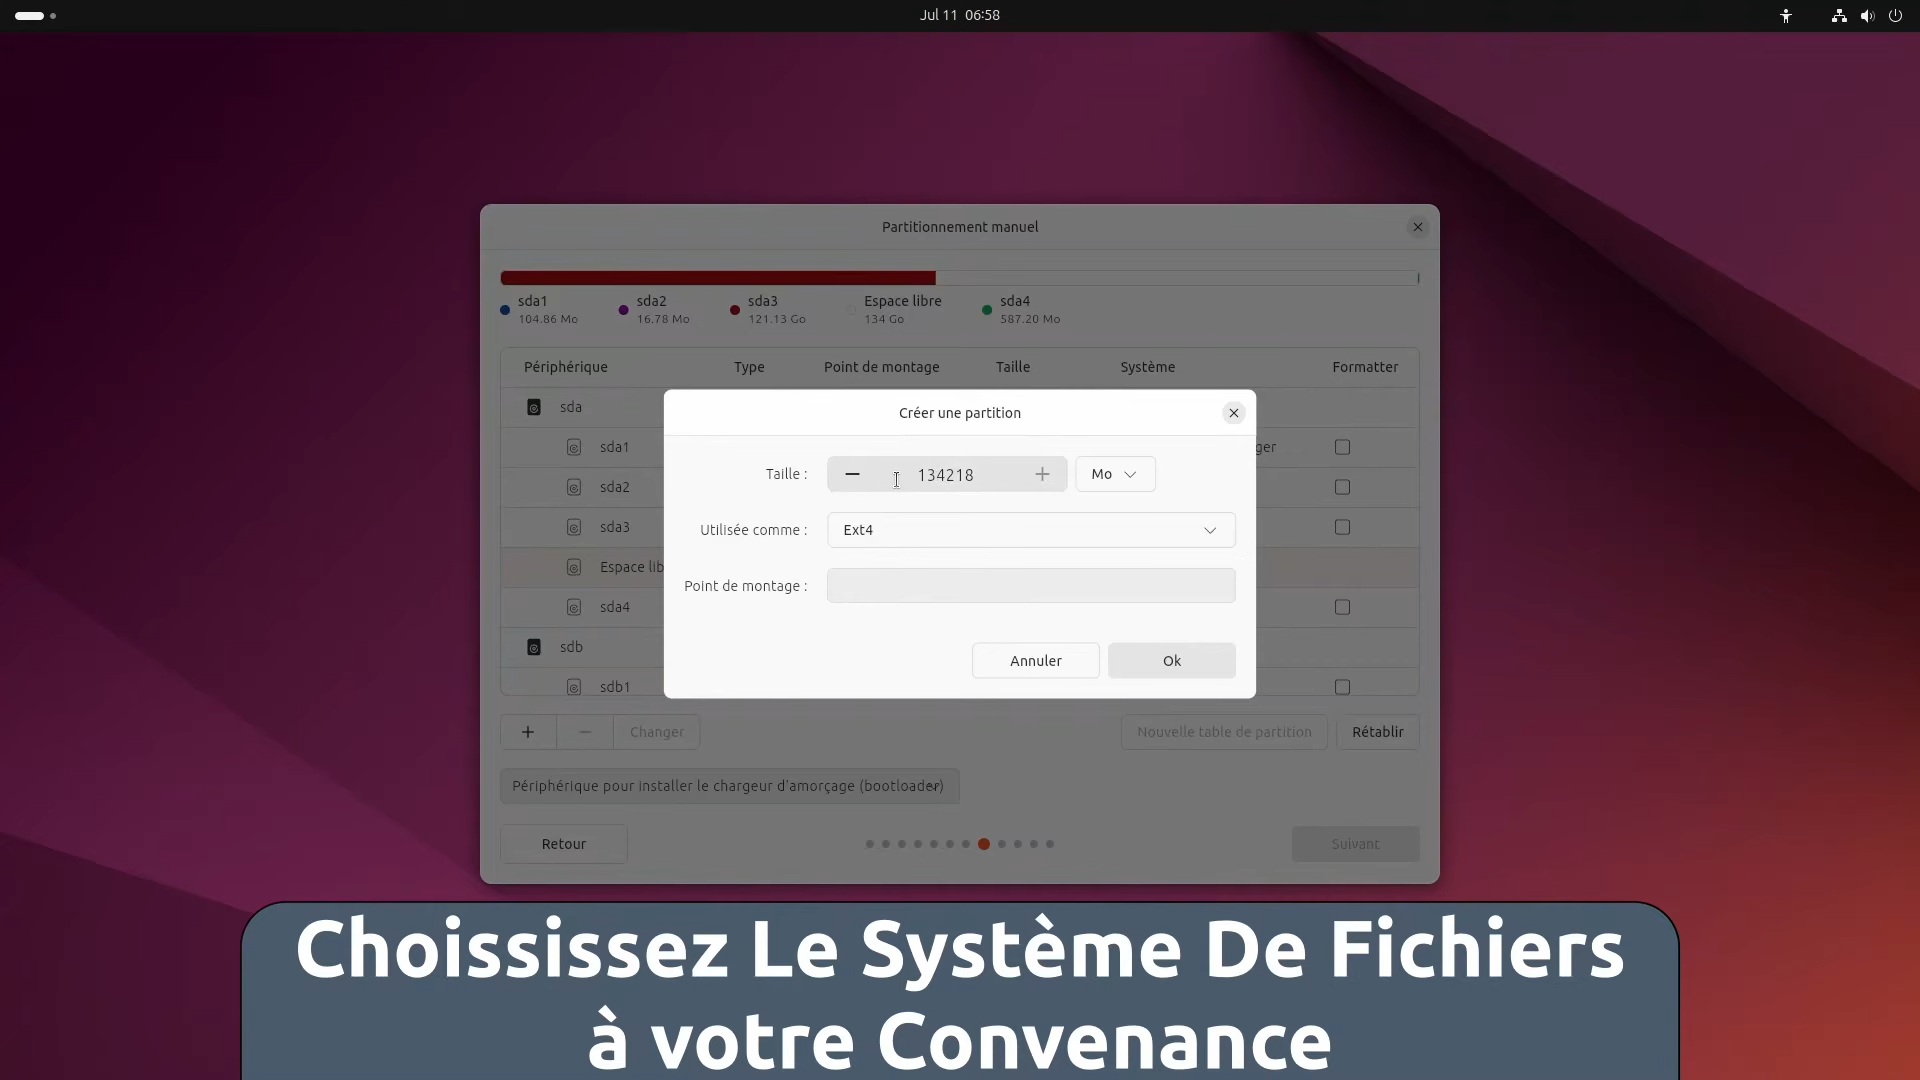 Jul 11 06:58
Partitionnement manuel
sda1
104.86 Mo
sda2
16.78 Mo
sda3
121.13 Go
Espace libre
134 Go
sda4
587.20 Mo
Périphérique Type Point de montage Taille Système Formatter
sda
Créer une partition
sda1
ger
Taille : 134218 Mo
sda2
sda3
Utilisée comme : Ext4
Espace lib
Point de montage :
sda4
sdb
Annuler Ok
sdb1
+ − Changer Nouvelle table de partition Rétablir
Périphérique pour installer le chargeur d'amorçage (bootloader)
Retour Suivant
Choississez Le Système De Fichiers
à votre Convenance